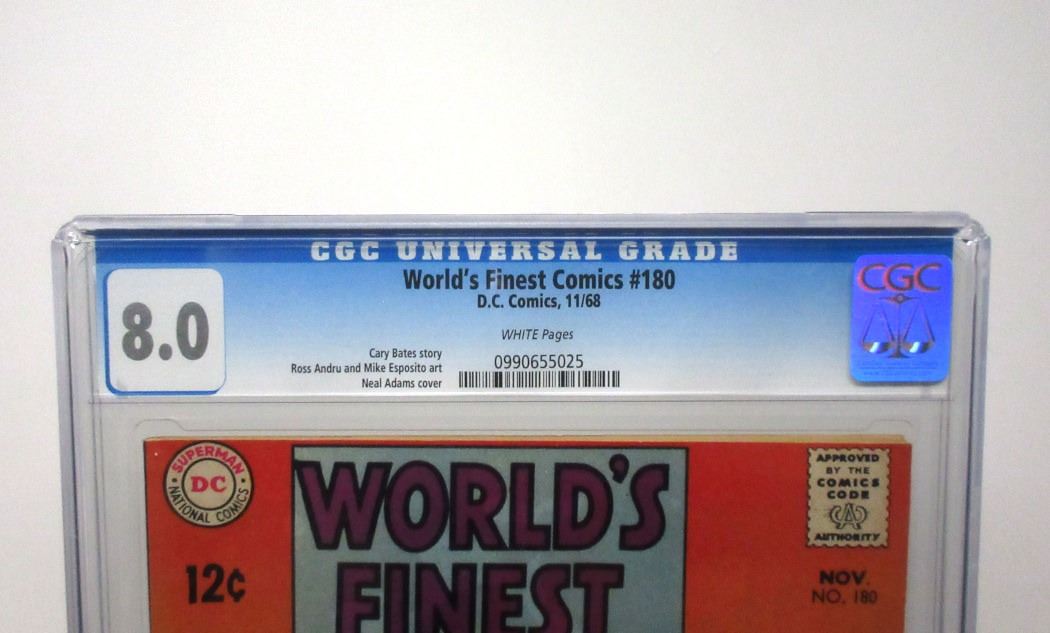 CGC UNIVERSAL GRADE
8.0
World's Finest Comics #180
D.C. Comics, 11/68
WHITE Pages
Cary Bates story
Ross Andru and Mike Esposito art
Neal Adams cover
0990655025
CGC
SUPERMAN
DC
NATIONAL COMICS
12¢
WORLD'S
FINEST
APPROVED
BY THE
COMICS
CODE
CA
AUTHORITY
NOV.
NO. 180